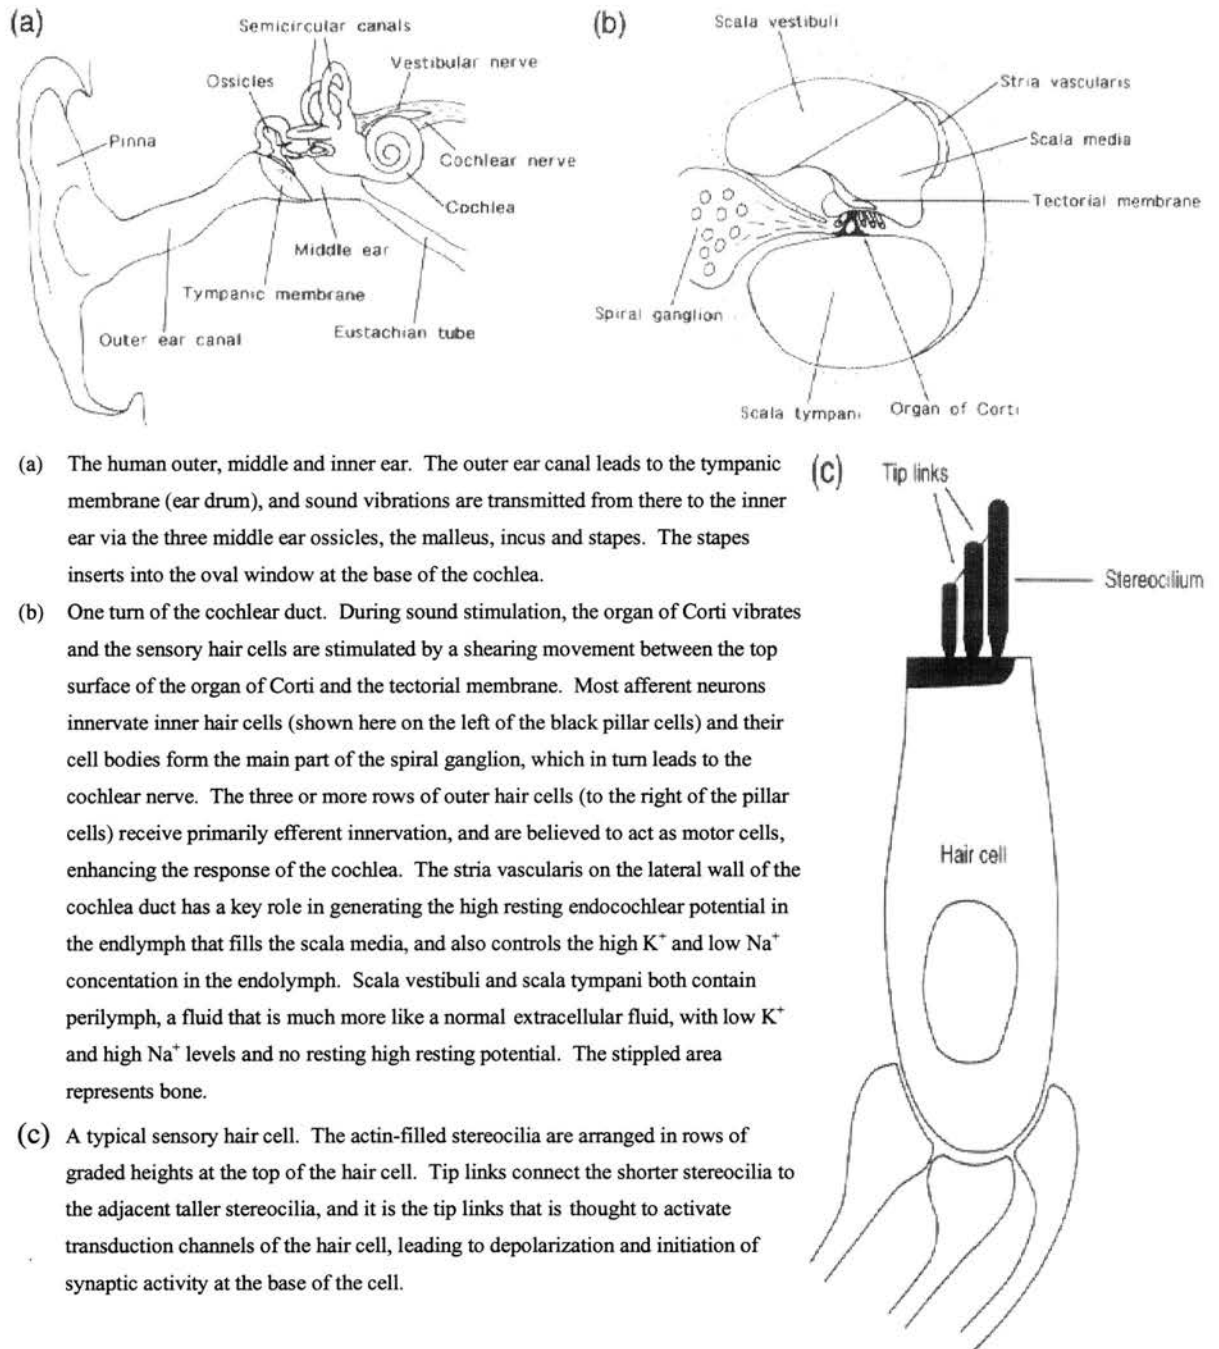 (a)
Semicircular canals
Vestibular nerve
Ossicles
Pinna
Cochlear nerve
Cochlea
Middle ear
Tympanic membrane
Eustachian tube
Outer ear canal
(b)
Scala vestibuli
Stria vascularis
Scala media
Tectorial membrane
Spiral ganglion
Scala tympani
Organ of Corti
(a) The human outer, middle and inner ear. The outer ear canal leads to the tympanic
membrane (ear drum), and sound vibrations are transmitted from there to the inner
ear via the three middle ear ossicles, the malleus, incus and stapes. The stapes
inserts into the oval window at the base of the cochlea.
(b) One turn of the cochlear duct. During sound stimulation, the organ of Corti vibrates
and the sensory hair cells are stimulated by a shearing movement between the top
surface of the organ of Corti and the tectorial membrane. Most afferent neurons
innervate inner hair cells (shown here on the left of the black pillar cells) and their
cell bodies form the main part of the spiral ganglion, which in turn leads to the
cochlear nerve. The three or more rows of outer hair cells (to the right of the pillar
cells) receive primarily efferent innervation, and are believed to act as motor cells,
enhancing the response of the cochlea. The stria vascularis on the lateral wall of the
cochlea duct has a key role in generating the high resting endocochlear potential in
the endlymph that fills the scala media, and also controls the high K⁺ and low Na⁺
concentation in the endolymph. Scala vestibuli and scala tympani both contain
perilymph, a fluid that is much more like a normal extracellular fluid, with low K⁺
and high Na⁺ levels and no resting high resting potential. The stippled area
represents bone.
(c) A typical sensory hair cell. The actin-filled stereocilia are arranged in rows of
graded heights at the top of the hair cell. Tip links connect the shorter stereocilia to
the adjacent taller stereocilia, and it is the tip links that is thought to activate
transduction channels of the hair cell, leading to depolarization and initiation of
synaptic activity at the base of the cell.
(c)
Tip links
Stereocilium
Hair cell